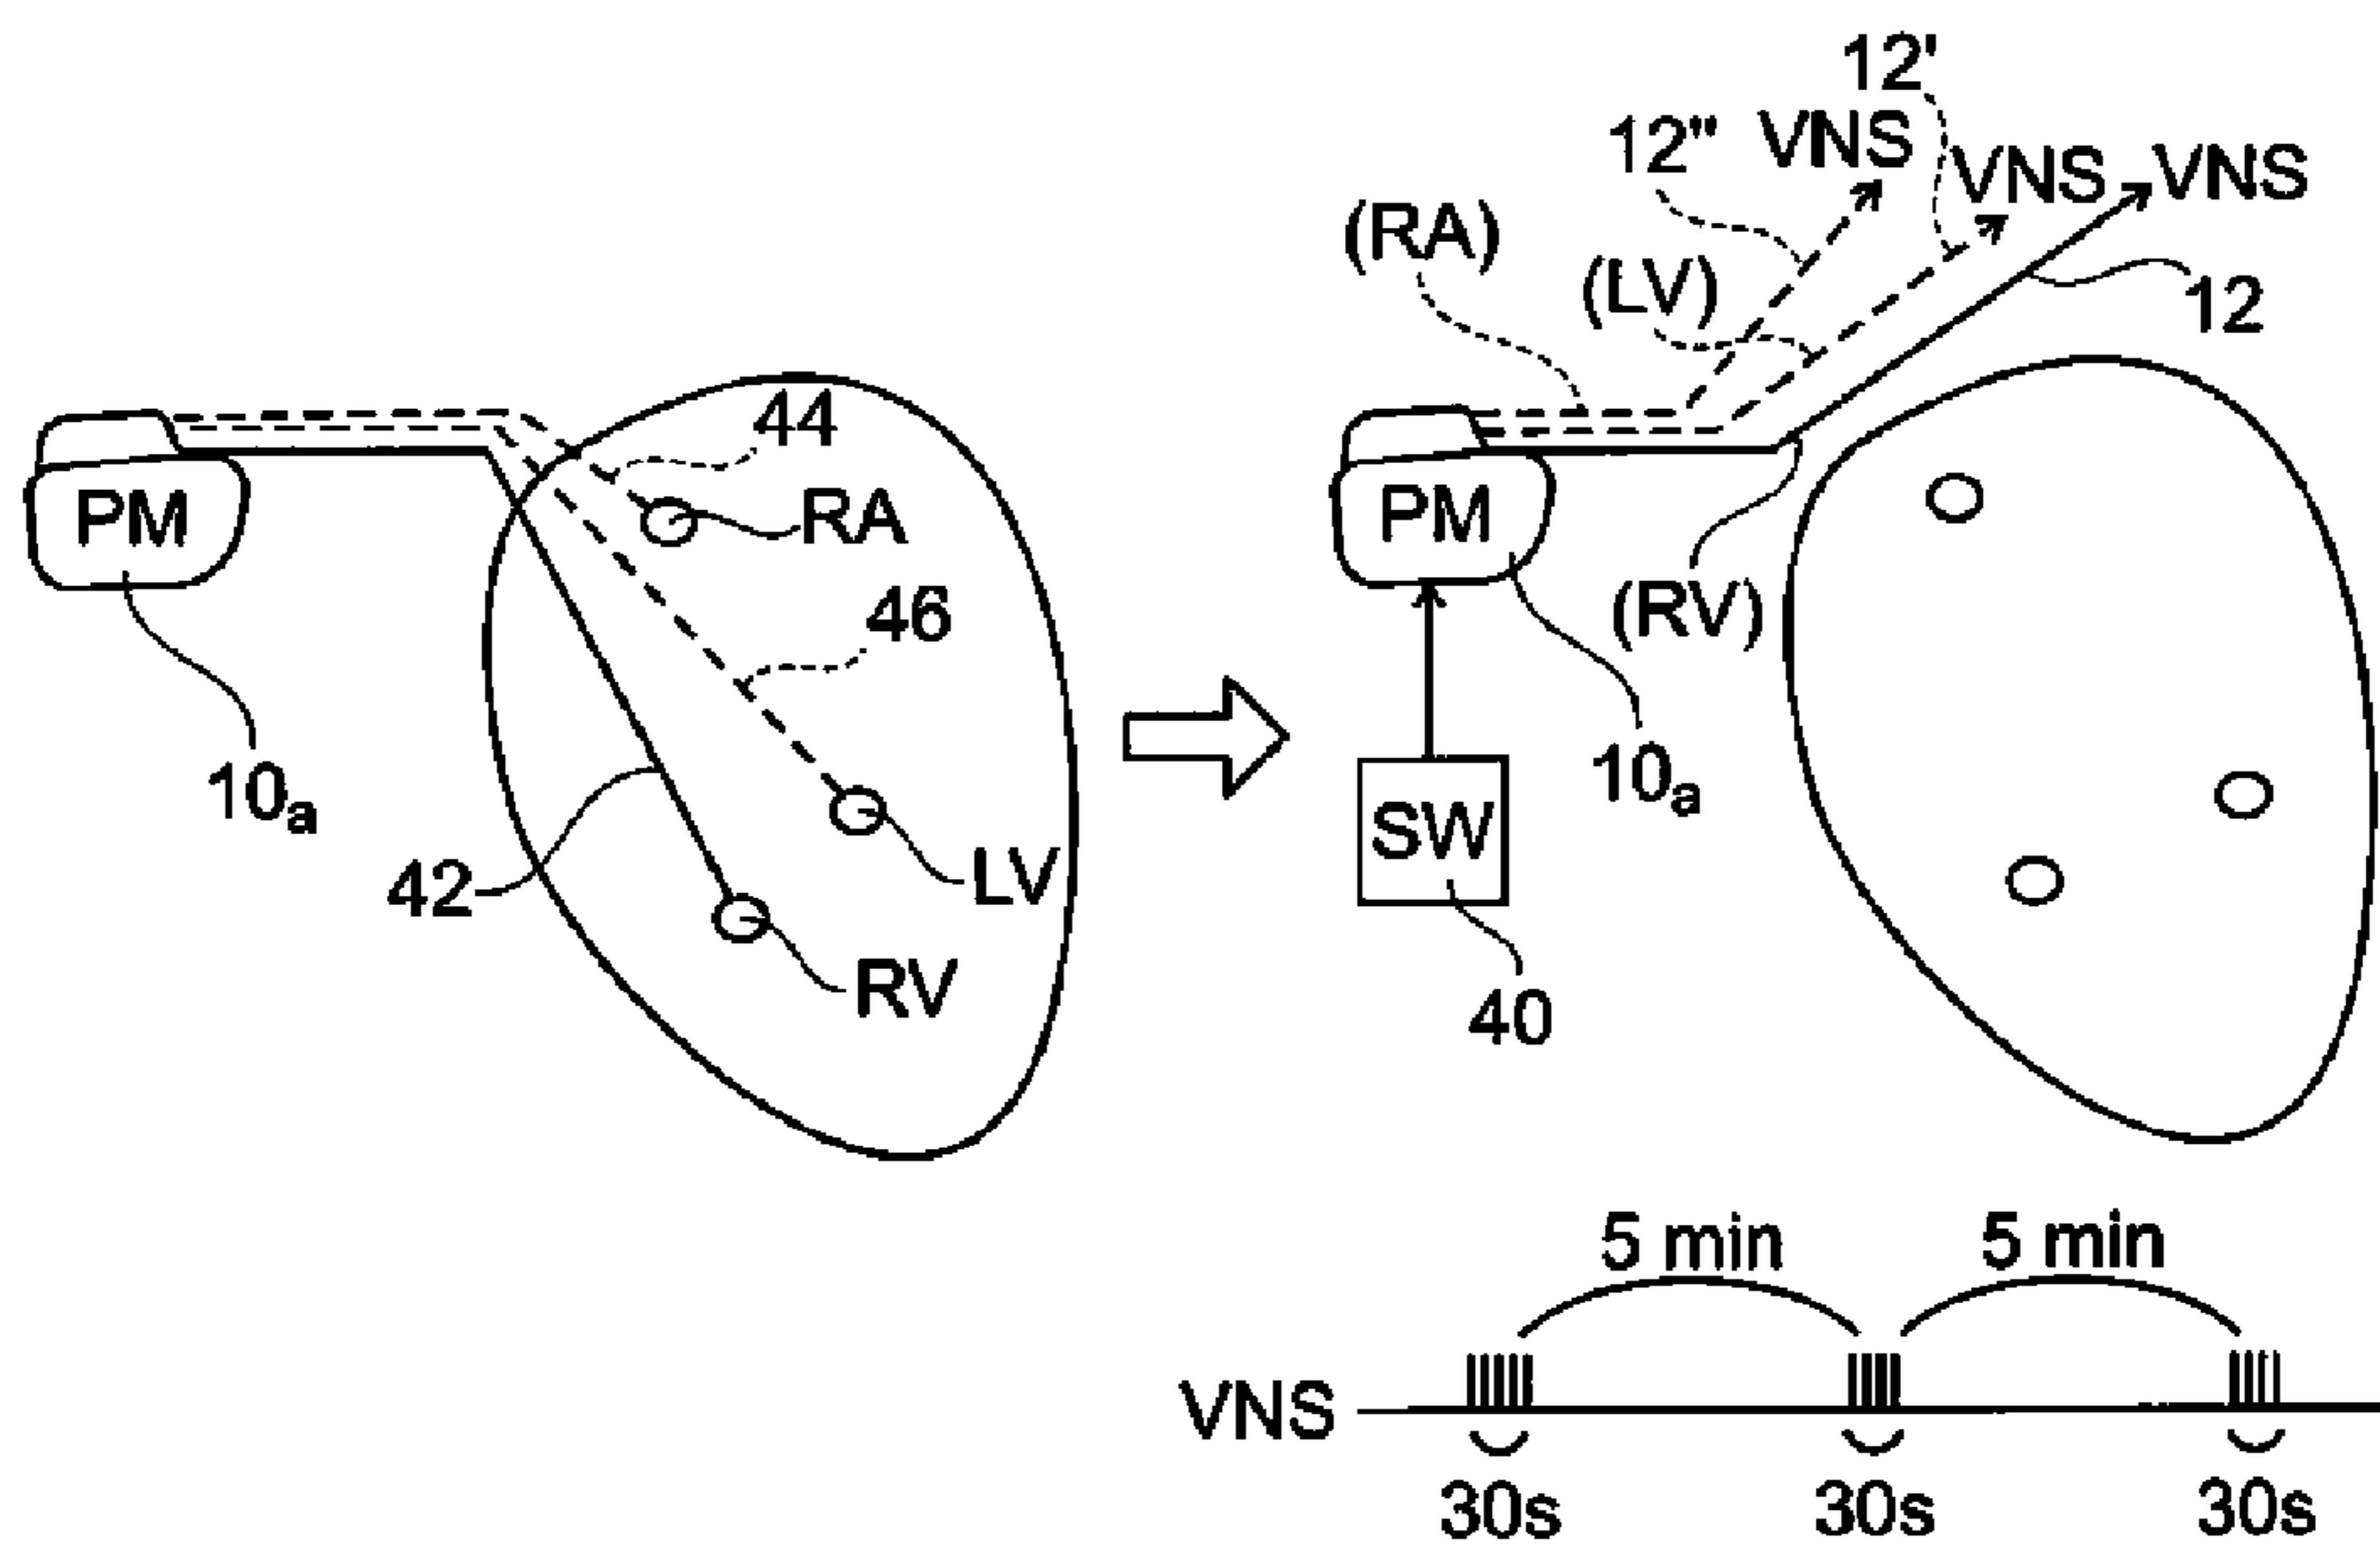 PM
10a
44
RA
46
42
LV
RV
12'
12" VNS
VNS
VNS
(RA)
(LV)
12
PM
(RV)
10a
SW
40
5 min
5 min
VNS
30s
30s
30s